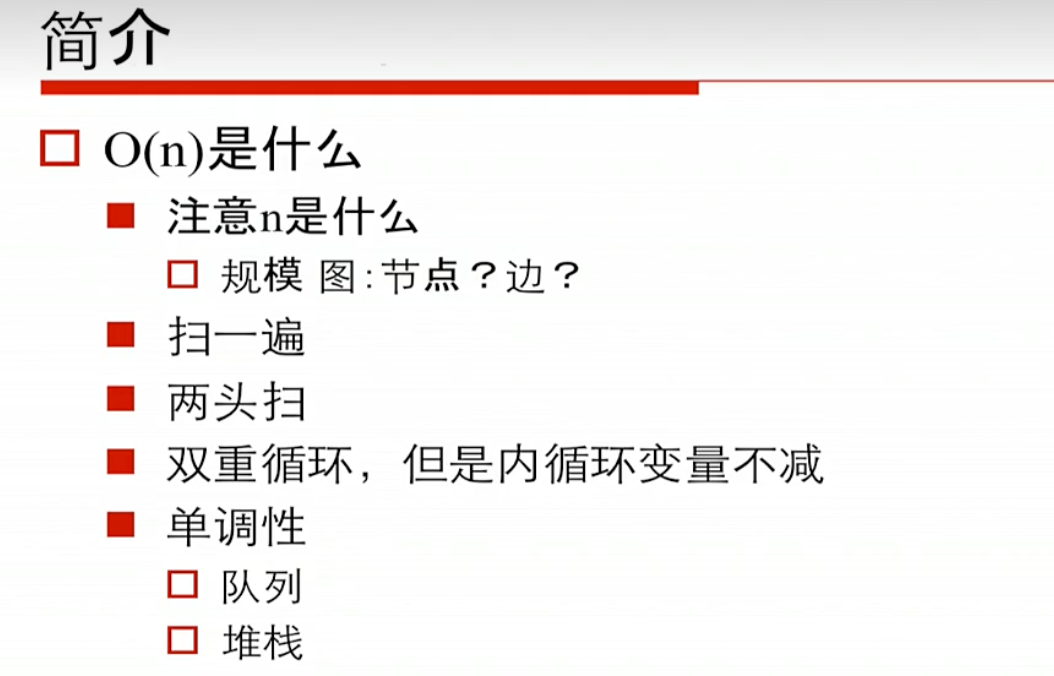 简介
O(n)是什么
注意n是什么
规模 图:节点？边？
扫一遍
两头扫
双重循环，但是内循环变量不减
单调性
队列
堆栈